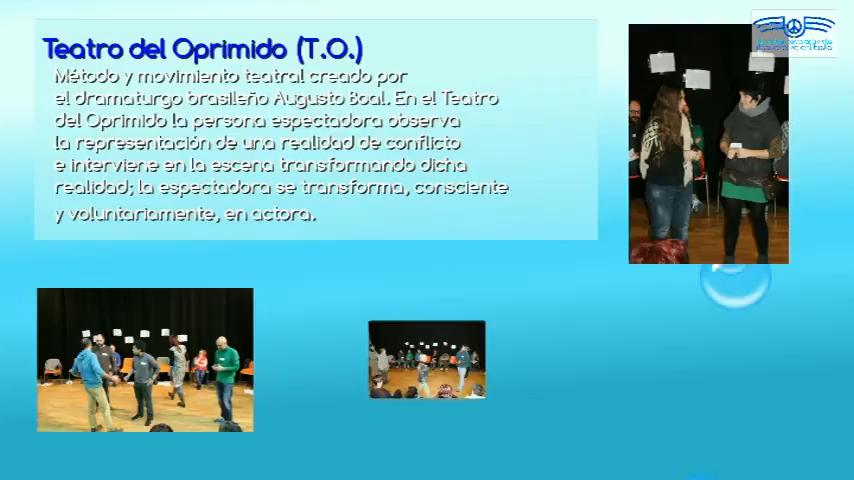 Teatro del Oprimido (T.O.)
Método y movimiento teatral creado por
el dramaturgo brasileño Augusto Boal. En el Teatro
del Oprimido la persona espectadora observa
la representación de una realidad de conflicto
e interviene en la escena transformando dicha
realidad; la espectadora se transforma, consciente
y voluntariamente, en actora.